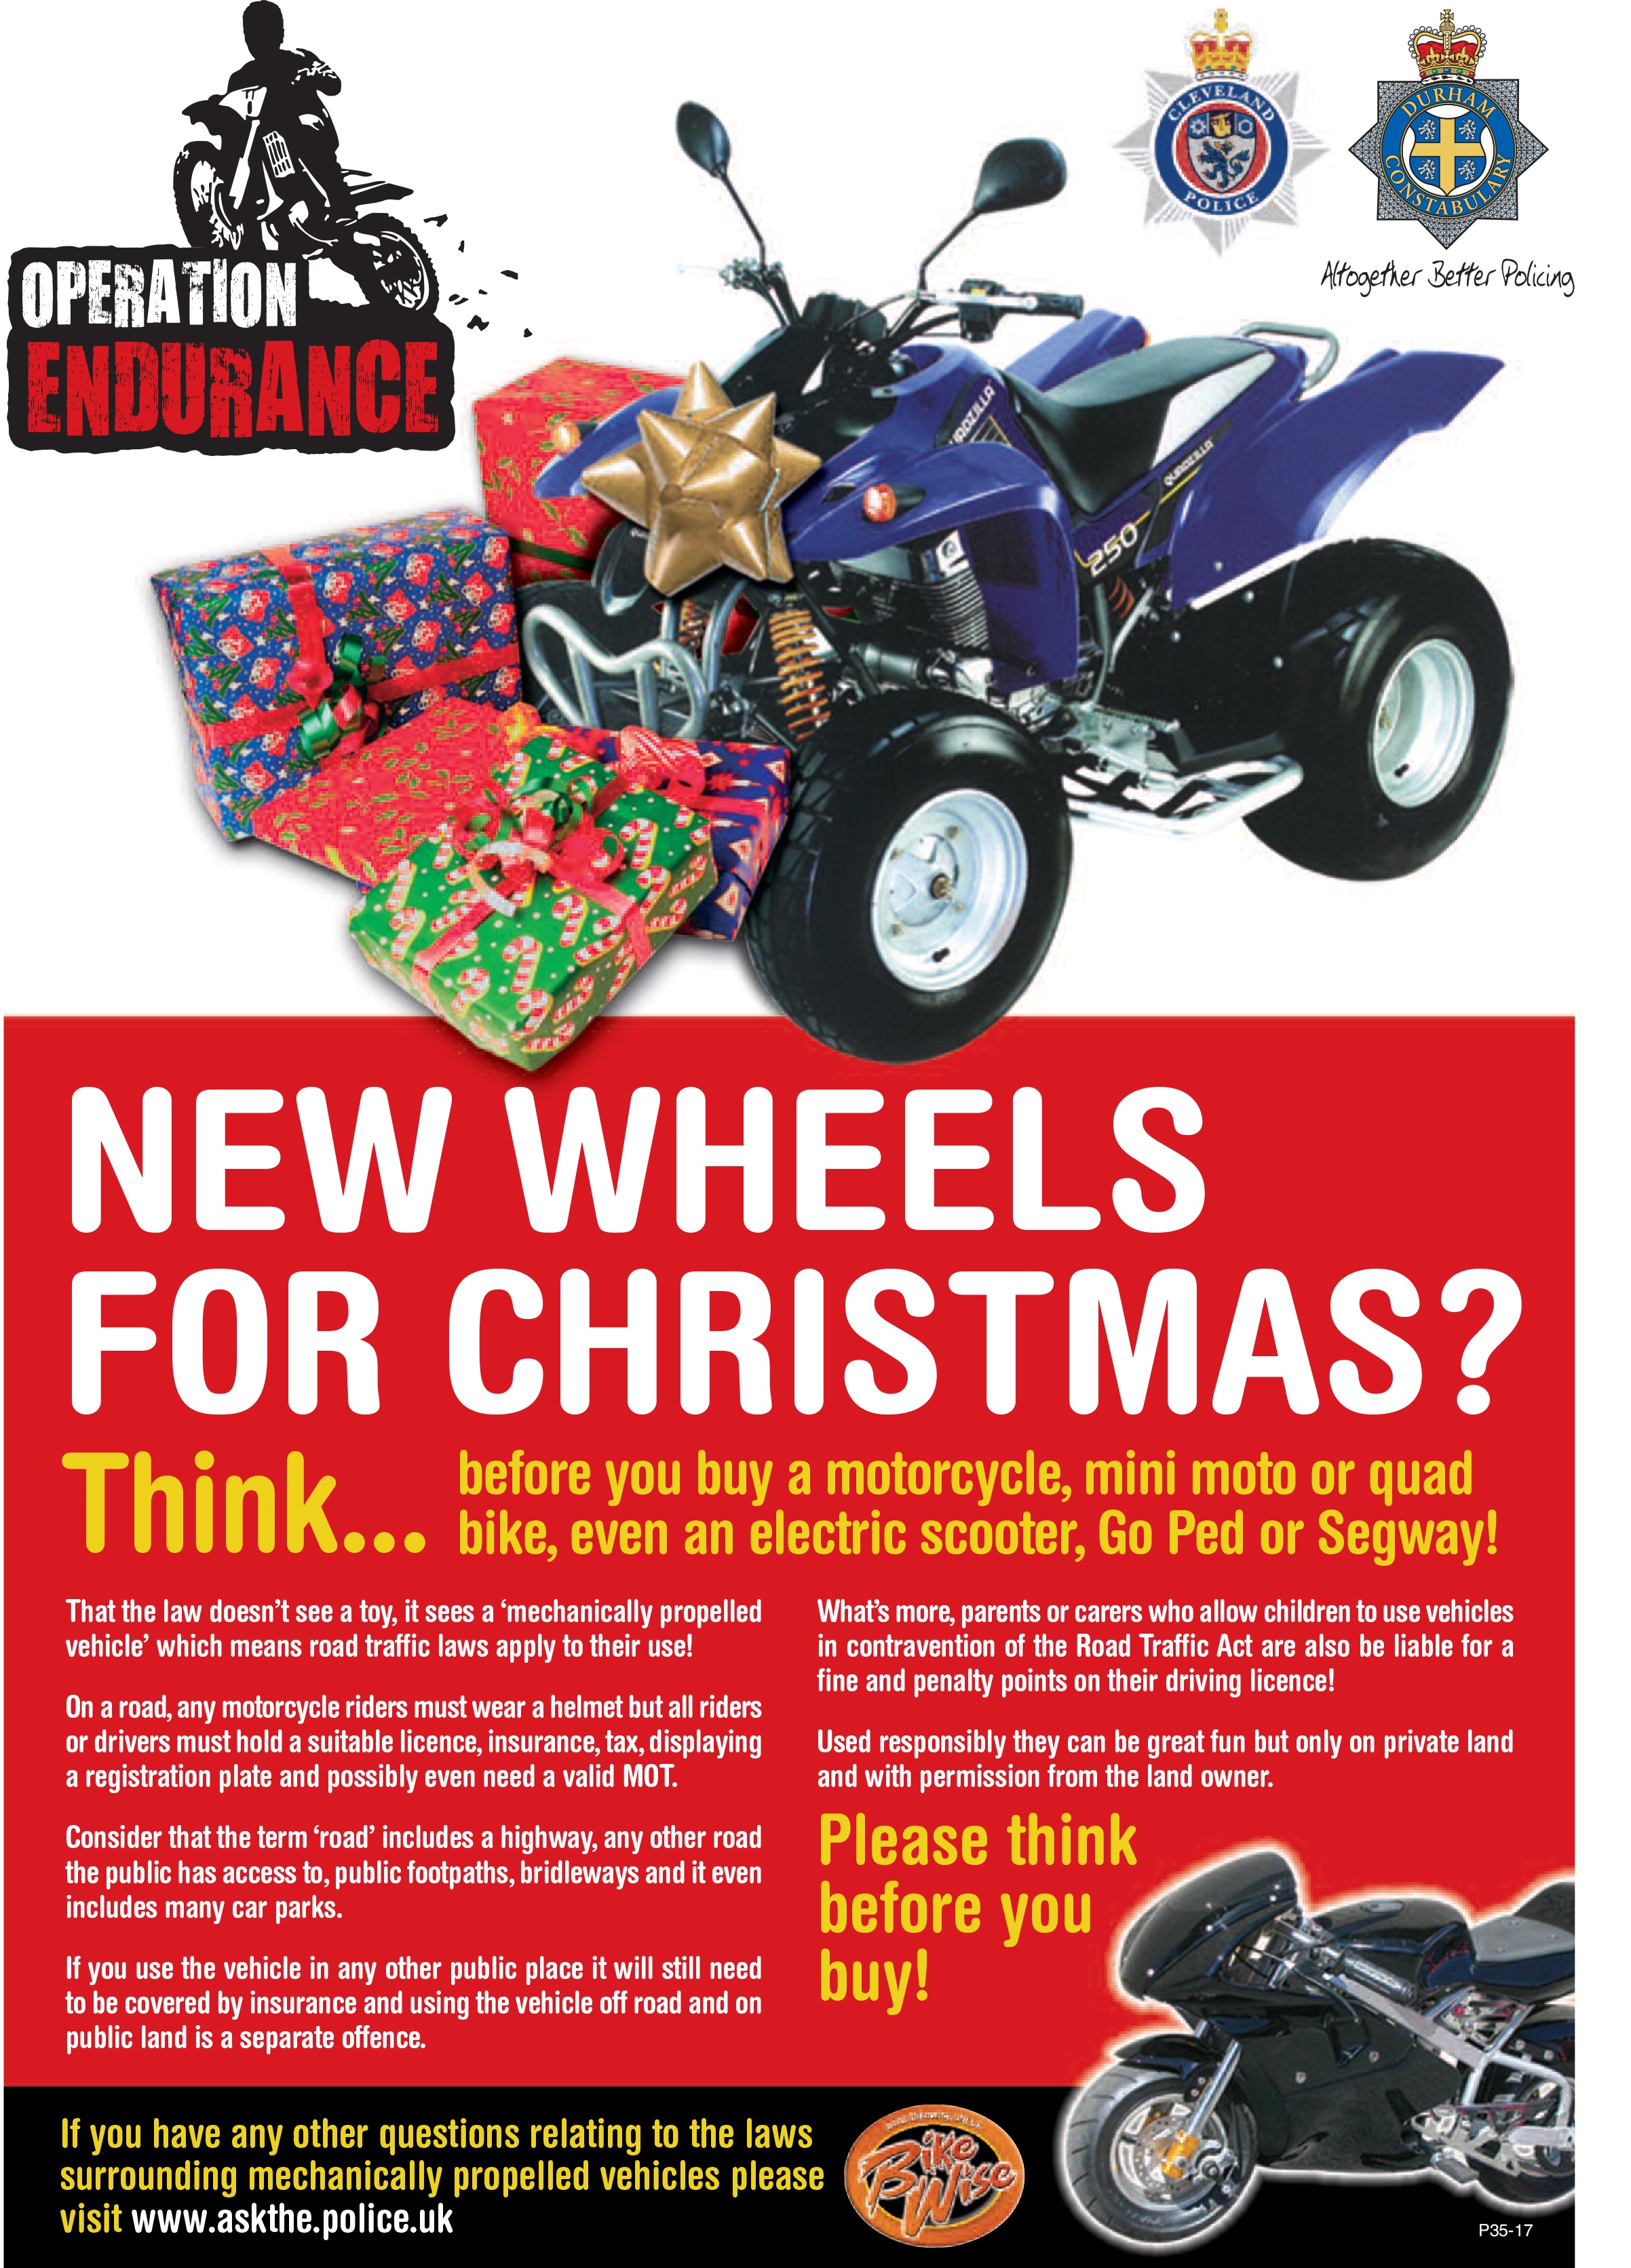 OPERATION
ENDURANCE
CLEVELAND
POLICE
DURHAM
CONSTABULARY
Altogether Better Policing
QUADZILLA
250
NEW WHEELS
FOR CHRISTMAS?
Think...
before you buy a motorcycle, mini moto or quad
bike, even an electric scooter, Go Ped or Segway!
That the law doesn't see a toy, it sees a 'mechanically propelled
vehicle' which means road traffic laws apply to their use!
On a road, any motorcycle riders must wear a helmet but all riders
or drivers must hold a suitable licence, insurance, tax, displaying
a registration plate and possibly even need a valid MOT.
Consider that the term 'road' includes a highway, any other road
the public has access to, public footpaths, bridleways and it even
includes many car parks.
If you use the vehicle in any other public place it will still need
to be covered by insurance and using the vehicle off road and on
public land is a separate offence.
What's more, parents or carers who allow children to use vehicles
in contravention of the Road Traffic Act are also be liable for a
fine and penalty points on their driving licence!
Used responsibly they can be great fun but only on private land
and with permission from the land owner.
Please think
before you
buy!
If you have any other questions relating to the laws
surrounding mechanically propelled vehicles please
visit www.askthe.police.uk
Bike
Wise
P35-17